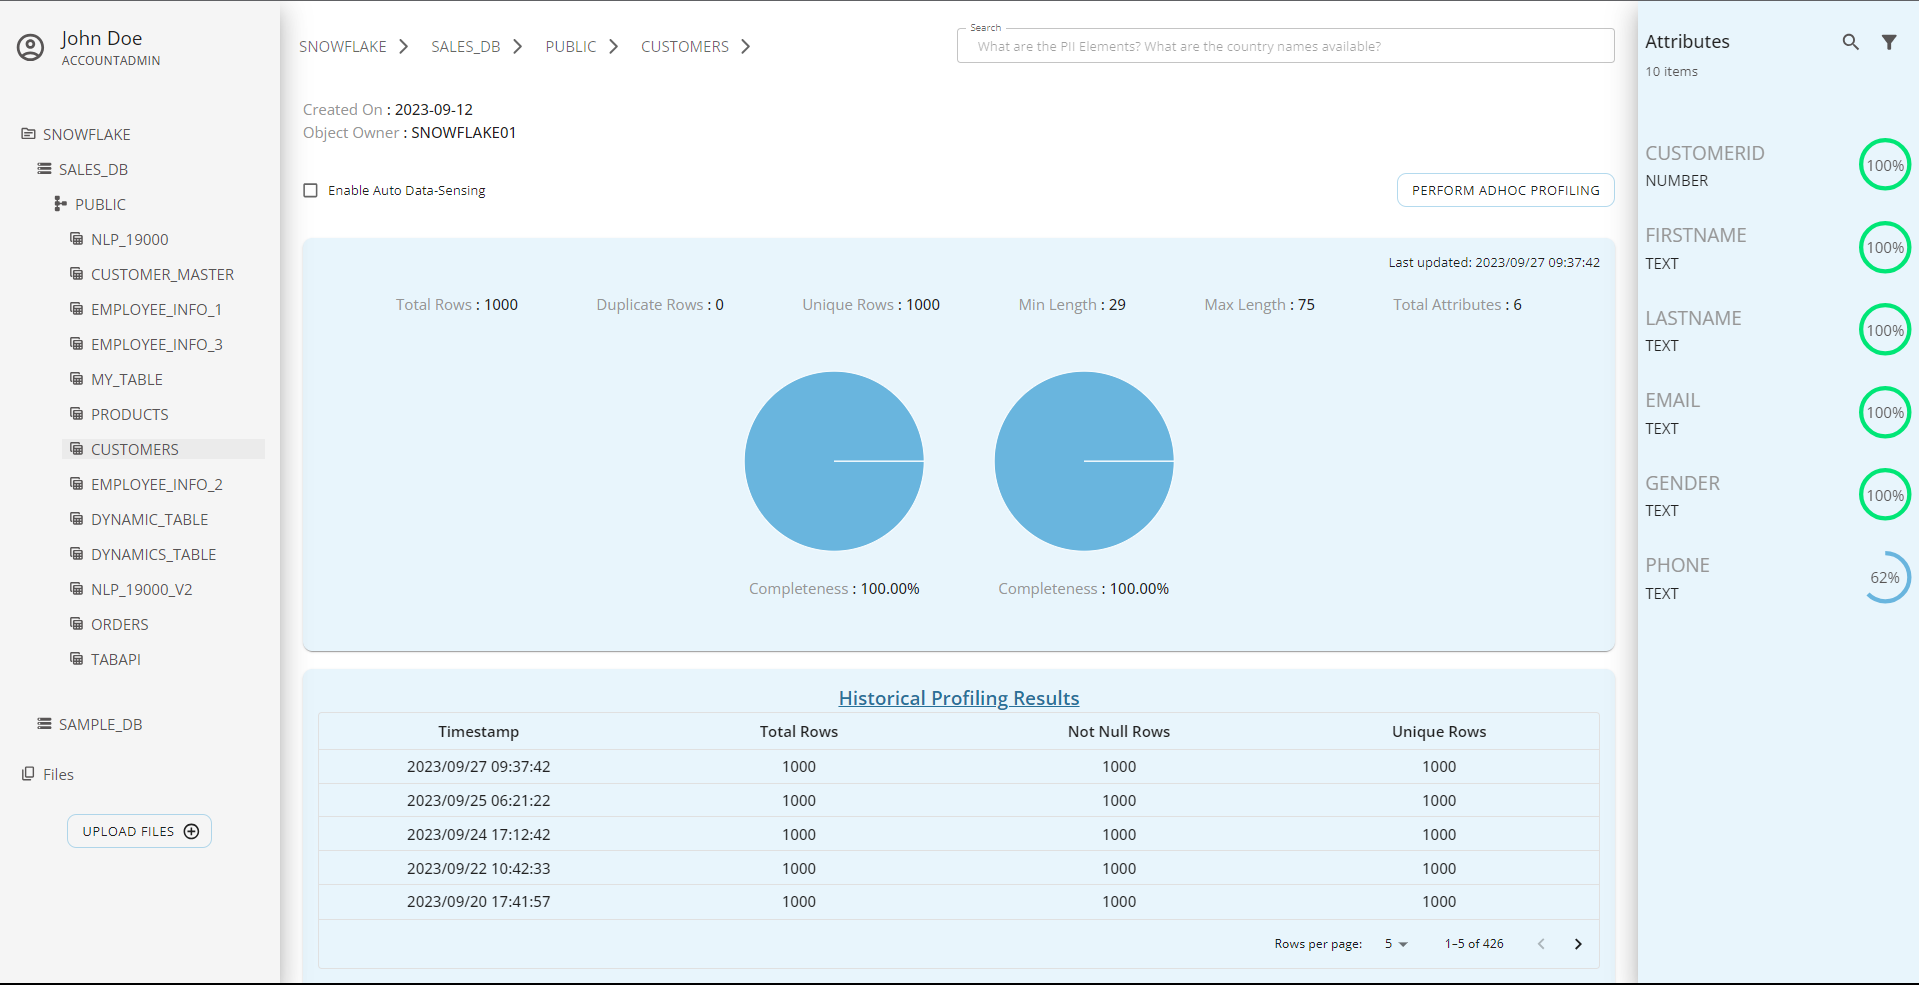 John Doe
ACCOUNTADMIN
SNOWFLAKE
SALES_DB
PUBLIC
NLP_19000
CUSTOMER_MASTER
EMPLOYEE_INFO_1
EMPLOYEE_INFO_3
MY_TABLE
PRODUCTS
CUSTOMERS
EMPLOYEE_INFO_2
DYNAMIC_TABLE
DYNAMICS_TABLE
NLP_19000_V2
ORDERS
TABAPI
SAMPLE_DB
Files
UPLOAD FILES
SNOWFLAKE SALES_DB PUBLIC CUSTOMERS
Search
What are the PII Elements? What are the country names available?
Created On : 2023-09-12
Object Owner : SNOWFLAKE01
Enable Auto Data-Sensing
PERFORM ADHOC PROFILING
Last updated: 2023/09/27 09:37:42
Total Rows : 1000 Duplicate Rows : 0 Unique Rows : 1000 Min Length : 29 Max Length : 75 Total Attributes : 6
Completeness : 100.00% Completeness : 100.00%
Historical Profiling Results
Timestamp Total Rows Not Null Rows Unique Rows
2023/09/27 09:37:42 1000 1000 1000
2023/09/25 06:21:22 1000 1000 1000
2023/09/24 17:12:42 1000 1000 1000
2023/09/22 10:42:33 1000 1000 1000
2023/09/20 17:41:57 1000 1000 1000
Rows per page: 5 1–5 of 426
Attributes
10 items
CUSTOMERID
NUMBER
100%
FIRSTNAME
TEXT
100%
LASTNAME
TEXT
100%
EMAIL
TEXT
100%
GENDER
TEXT
100%
PHONE
TEXT
62%